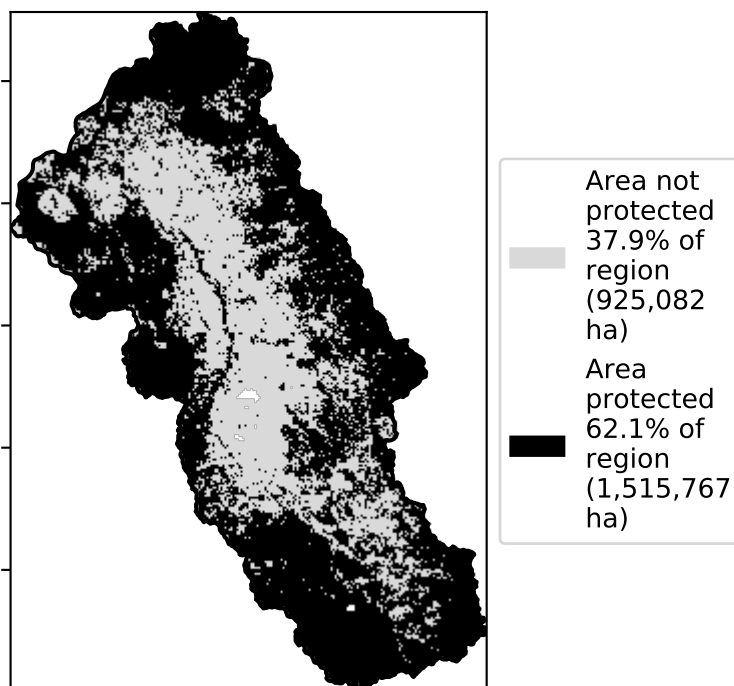 Area not
protected
37.9% of
region
(925,082
ha)
Area
protected
62.1% of
region
(1,515,767
ha)